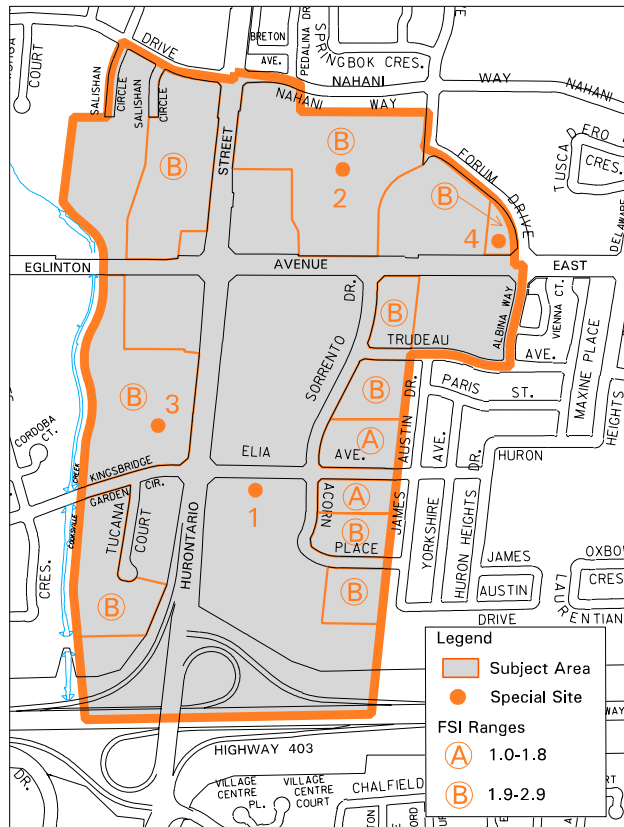 COURT
DRIVE
BRETON
AVE.
PEDALINA DR.
SPRINGBOK CRES.
NAHANI
WAY
NAHANI
NAHANI WAY
SALISHAN
CIRCLE
SALISHAN
CIRCLE
STREET
B
B
2
B
4
FORUM DRIVE
TUSCADERO
CRES.
DELAWARE
EGLINTON
AVENUE
EAST
DR.
SORRENTO
B
TRUDEAU
AVE.
ALBINA WAY
VIENNA CT.
MAXINE PLACE
HEIGHTS
PARIS ST.
B
3
B
A
CORDOBA
CT.
KINGSBRIDGE
GARDEN CIR.
COOKSVILLE CREEK
ELIA
AVE.
AUSTIN DR.
JAMES
AVE.
YORKSHIRE
DR.
HURON HEIGHTS
HURON
1
ACORN
PLACE
A
B
B
TUCANA
COURT
HURONTARIO
CRES.
B
JAMES
AUSTIN
DRIVE
OXBOW
CRES.
LAURENTIAN
Legend
Subject Area
Special Site
FSI Ranges
A 1.0-1.8
B 1.9-2.9
WAY
HIGHWAY 403
DR.
VILLAGE
CENTRE
PL.
VILLAGE
CENTRE
COURT
CHALFIELD